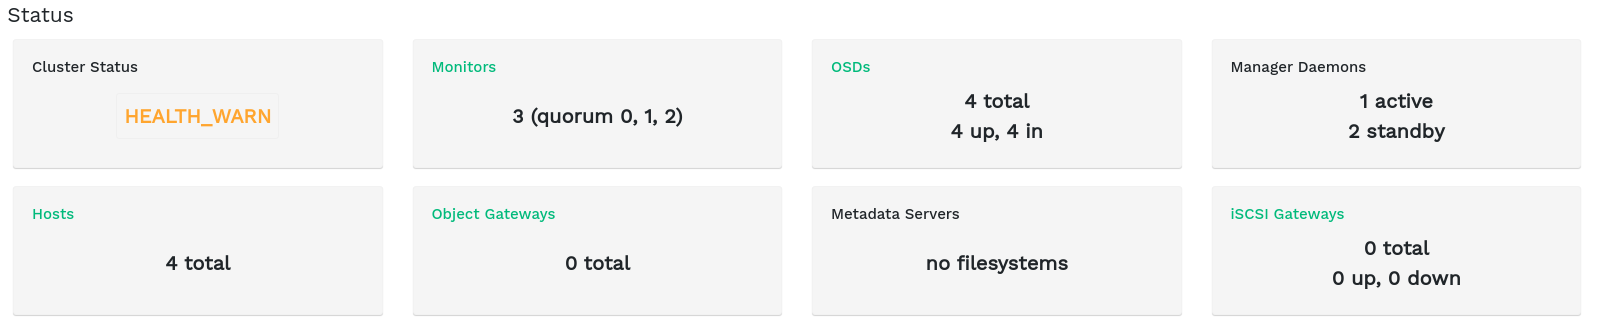 Status
Cluster Status
HEALTH_WARN
Monitors
3 (quorum 0, 1, 2)
OSDs
4 total
4 up, 4 in
Manager Daemons
1 active
2 standby
Hosts
4 total
Object Gateways
0 total
Metadata Servers
no filesystems
iSCSI Gateways
0 total
0 up, 0 down